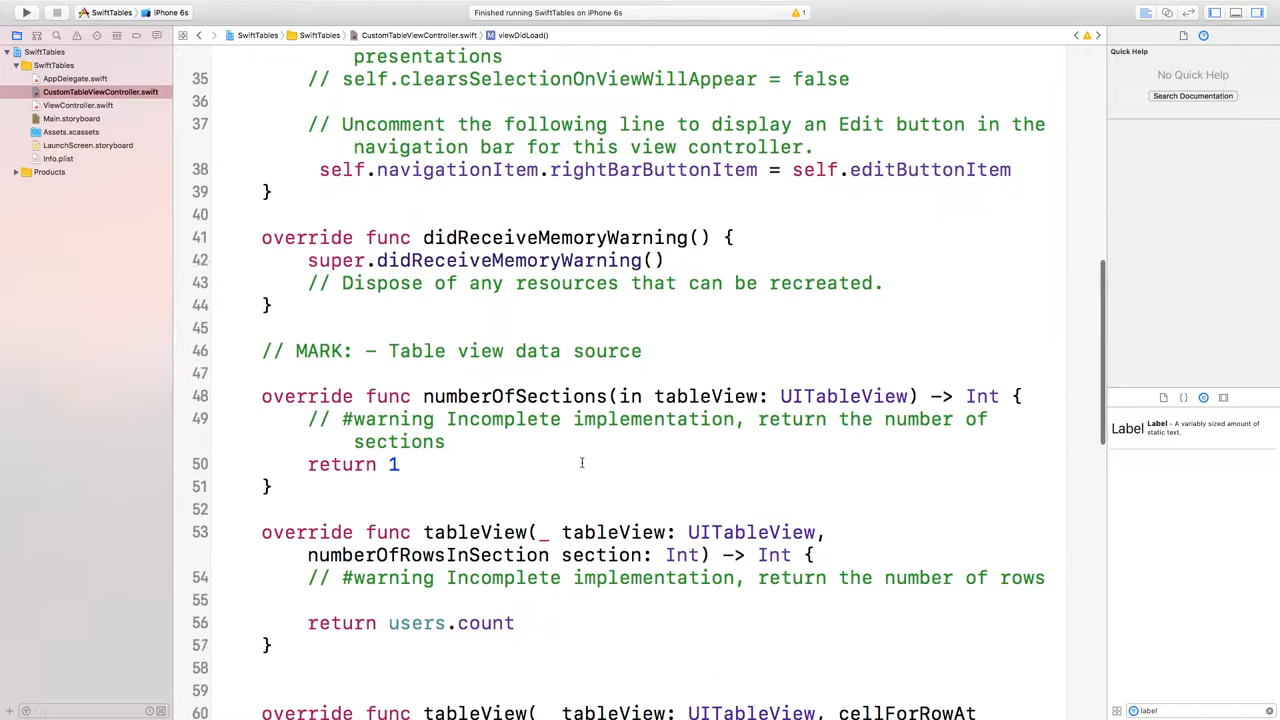 SwiftTables
iPhone 6s
Finished running SwiftTables on iPhone 6s
1
SwiftTables
SwiftTables
CustomTableViewController.swift
M
viewDidLoad()
SwiftTables
SwiftTables
AppDelegate.swift
CustomTableViewController.swift
ViewController.swift
Main.storyboard
Assets.xcassets
LaunchScreen.storyboard
Info.plist
Products
presentations
35 // self.clearsSelectionOnViewWillAppear = false
36
37 // Uncomment the following line to display an Edit button in the
navigation bar for this view controller.
38 self.navigationItem.rightBarButtonItem = self.editButtonItem
39 }
40
41 override func didReceiveMemoryWarning() {
42 super.didReceiveMemoryWarning()
43 // Dispose of any resources that can be recreated.
44 }
45
46 // MARK: - Table view data source
47
48 override func numberOfSections(in tableView: UITableView) -> Int {
49 // #warning Incomplete implementation, return the number of
sections
50 return 1
51 }
52
53 override func tableView(_ tableView: UITableView,
numberOfRowsInSection section: Int) -> Int {
54 // #warning Incomplete implementation, return the number of rows
55
56 return users.count
57 }
58
59
60 override func tableView(_ tableView: UITableView, cellForRowAt
Quick Help
No Quick Help
Search Documentation
{ }
Label
Label - A variably sized amount of
static text.
label